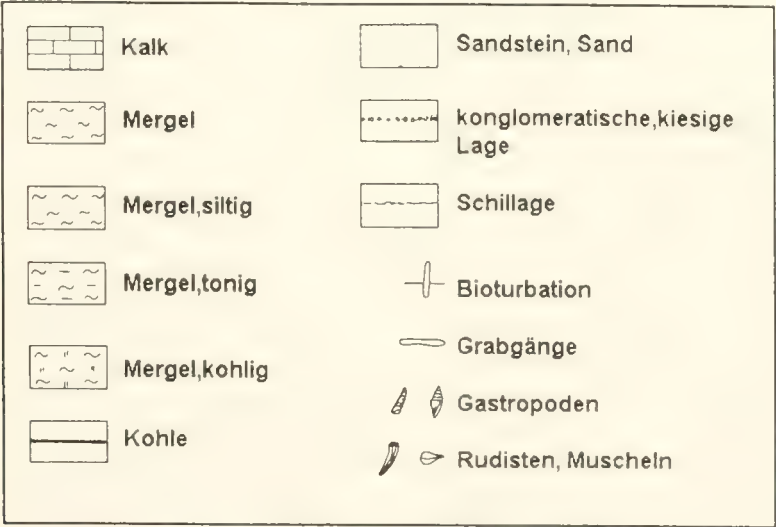 Kalk
Mergel
Mergel,siltig
Mergel,tonig
Mergel,kohlig
Kohle
Sandstein, Sand
konglomeratische,kiesige
Lage
Schillage
Bioturbation
Grabgänge
Gastropoden
Rudisten, Muscheln